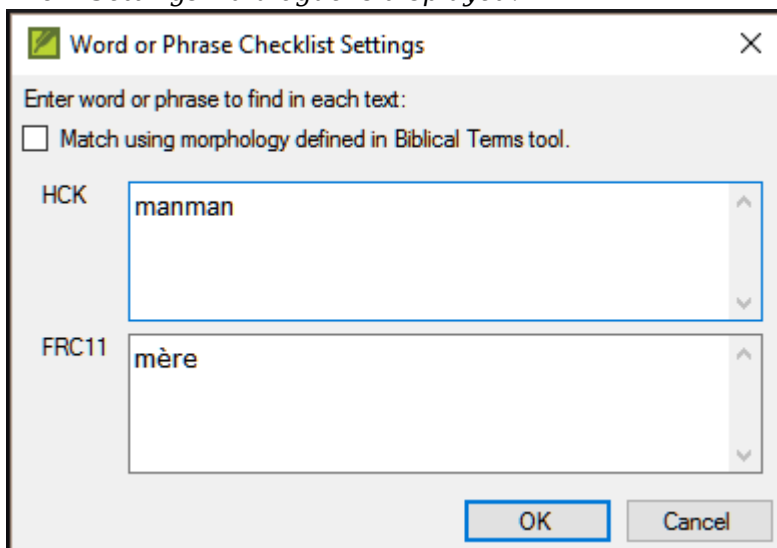 Word or Phrase Checklist Settings
Enter word or phrase to find in each text:
Match using morphology defined in Biblical Terms tool.
HCK
manman
FRC11
mère
OK
Cancel